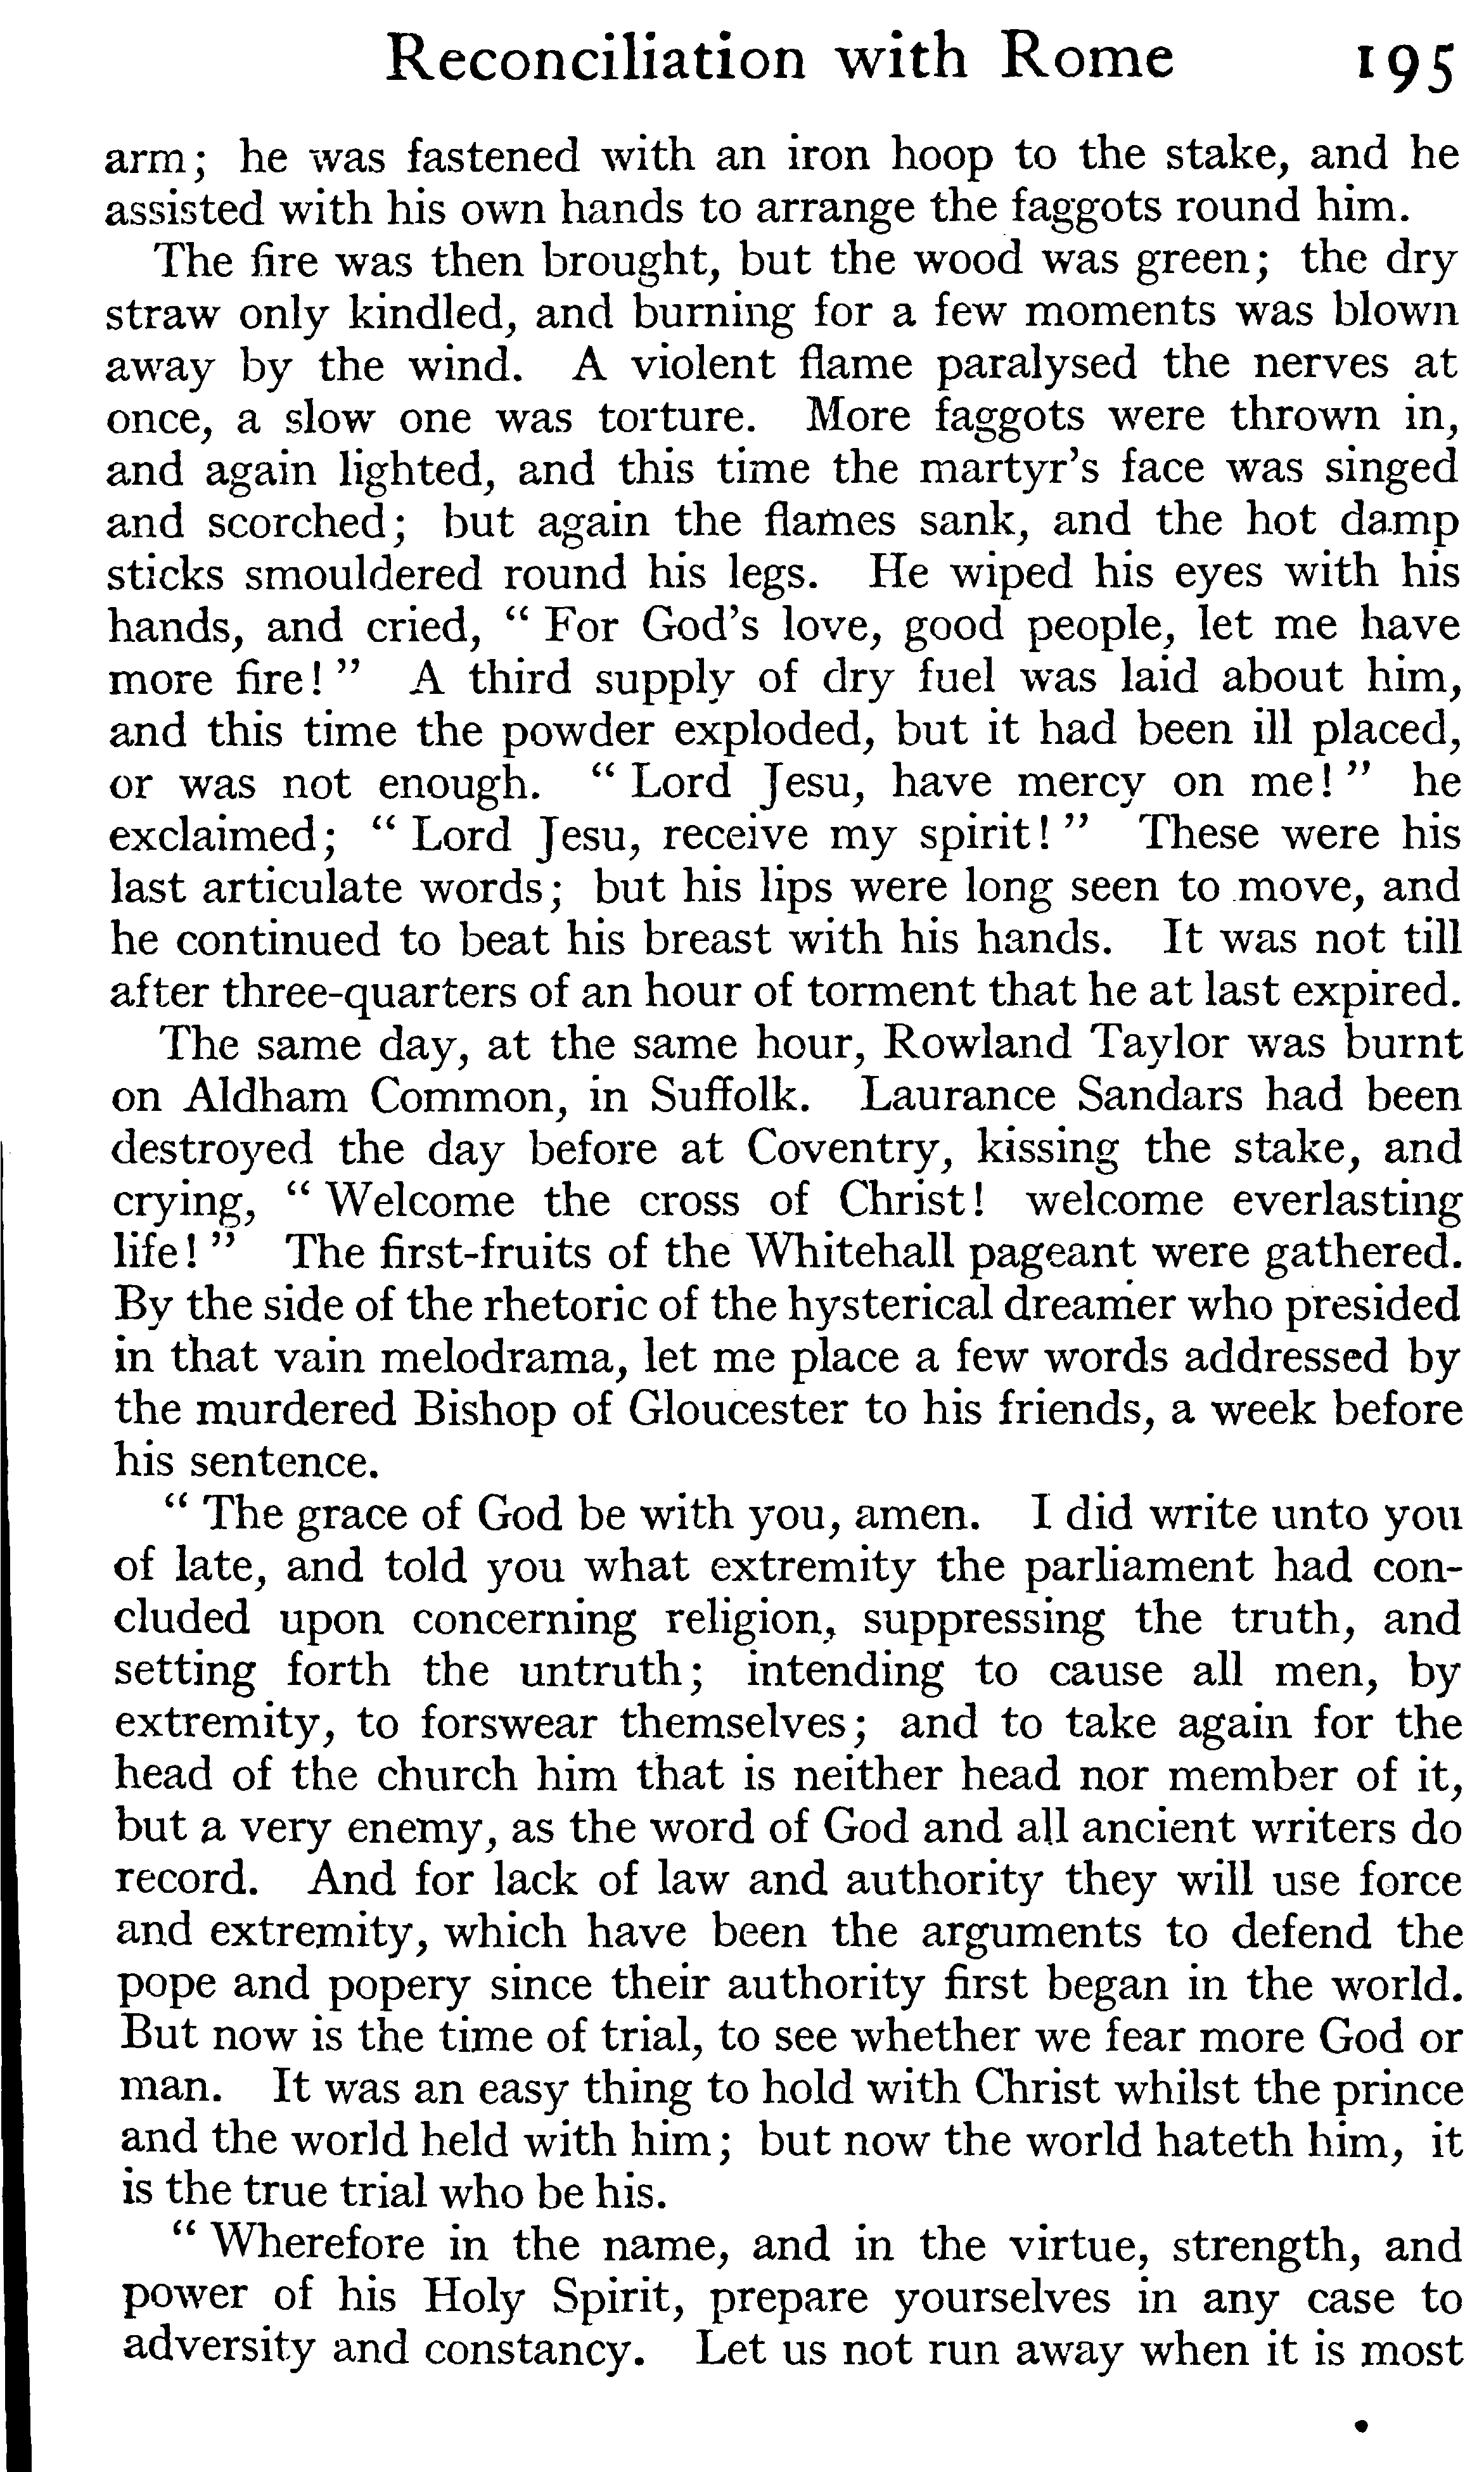 Reconciliation with Rome 195
arm; he was fastened with an iron hoop to the stake, and he
assisted with his own hands to arrange the faggots round him.
The fire was then brought, but the wood was green; the dry
straw only kindled, and burning for a few moments was blown
away by the wind. A violent flame paralysed the nerves at
once, a slow one was torture. More faggots were thrown in,
and again lighted, and this time the martyr's face was singed
and scorched; but again the flames sank, and the hot damp
sticks smouldered round his legs. He wiped his eyes with his
hands, and cried, “ For God's love, good people, let me have
more fire! ” A third supply of dry fuel was laid about him,
and this time the powder exploded, but it had been ill placed,
or was not enough. “ Lord Jesu, have mercy on me! ” he
exclaimed; “ Lord Jesu, receive my spirit! ” These were his
last articulate words; but his lips were long seen to move, and
he continued to beat his breast with his hands. It was not till
after three-quarters of an hour of torment that he at last expired.
The same day, at the same hour, Rowland Taylor was burnt
on Aldham Common, in Suffolk. Laurance Sandars had been
destroyed the day before at Coventry, kissing the stake, and
crying, “ Welcome the cross of Christ! welcome everlasting
life! ” The first-fruits of the Whitehall pageant were gathered.
By the side of the rhetoric of the hysterical dreamer who presided
in that vain melodrama, let me place a few words addressed by
the murdered Bishop of Gloucester to his friends, a week before
his sentence.
“ The grace of God be with you, amen. I did write unto you
of late, and told you what extremity the parliament had con-
cluded upon concerning religion, suppressing the truth, and
setting forth the untruth; intending to cause all men, by
extremity, to forswear themselves; and to take again for the
head of the church him that is neither head nor member of it,
but a very enemy, as the word of God and all ancient writers do
record. And for lack of law and authority they will use force
and extremity, which have been the arguments to defend the
pope and popery since their authority first began in the world.
But now is the time of trial, to see whether we fear more God or
man. It was an easy thing to hold with Christ whilst the prince
and the world held with him; but now the world hateth him, it
is the true trial who be his.
“ Wherefore in the name, and in the virtue, strength, and
power of his Holy Spirit, prepare yourselves in any case to
adversity and constancy. Let us not run away when it is most